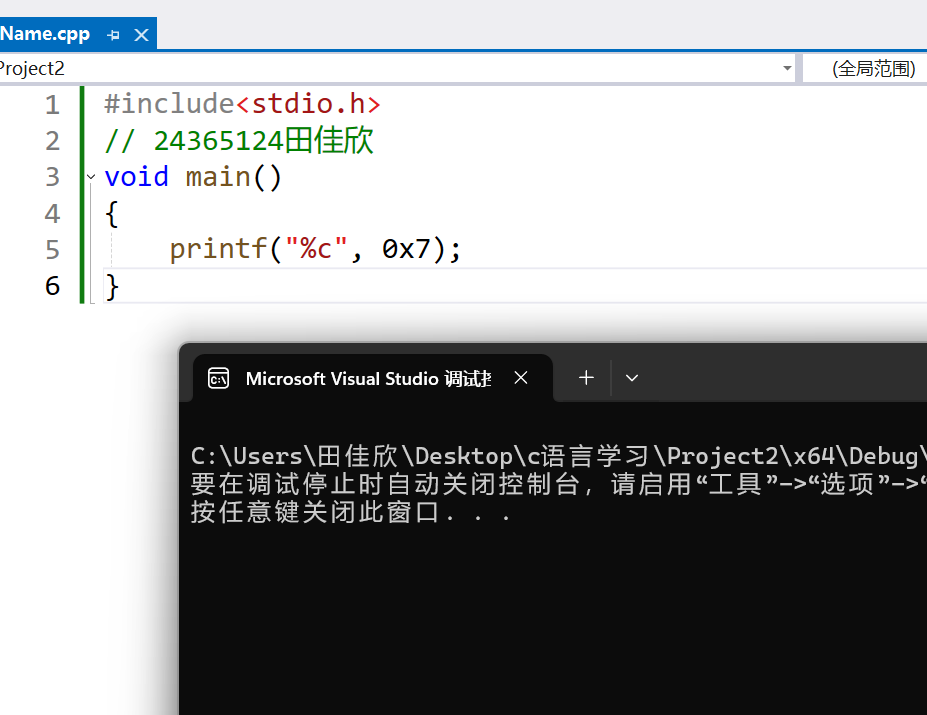 Name.cpp
Project2 (全局范围)
1 #include<stdio.h>
2 // 24365124田佳欣
3 void main()
4 {
5 printf("%c", 0x7);
6 }
Microsoft Visual Studio 调试
C:\Users\田佳欣\Desktop\c语言学习\Project2\x64\Debug\
要在调试停止时自动关闭控制台，请启用“工具”->“选项”->“
按任意键关闭此窗口. . .